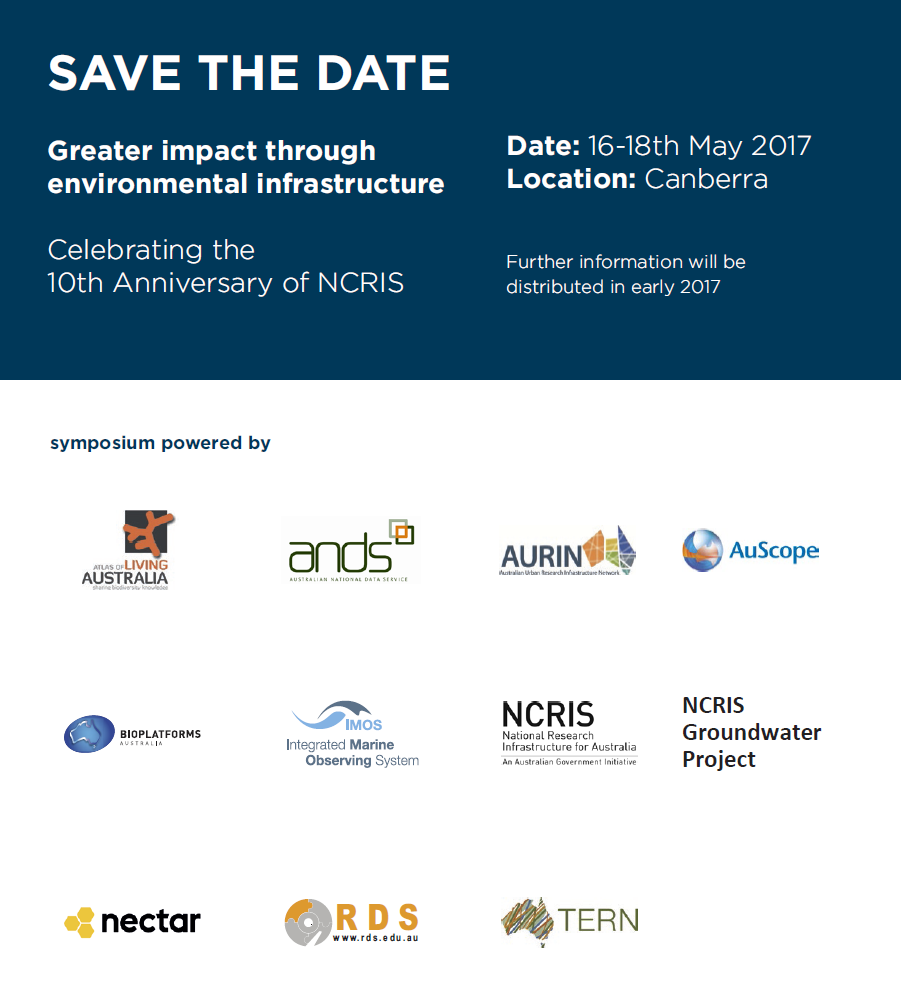 SAVE THE DATE
Greater impact through
environmental infrastructure
Celebrating the
10th Anniversary of NCRIS
Date: 16-18th May 2017
Location: Canberra
Further information will be
distributed in early 2017
symposium powered by
ATLAS OF LIVING
AUSTRALIA
sharing biodiversity knowledge
ands
AUSTRALIAN NATIONAL DATA SERVICE
AURIN
Australian Urban Research Infrastructure Network
AuScope
BIOPLATFORMS
AUSTRALIA
IMOS
Integrated Marine
Observing System
NCRIS
National Research
Infrastructure for Australia
An Australian Government Initiative
NCRIS
Groundwater
Project
nectar
RDS
www.rds.edu.au
TERN